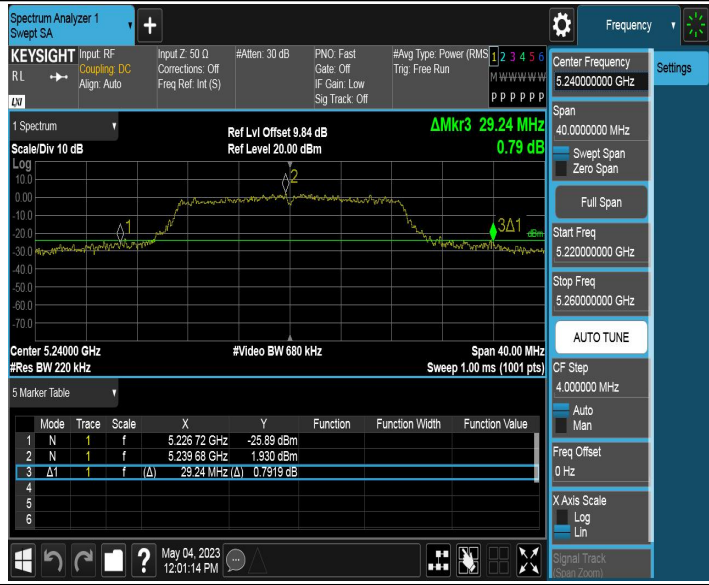 Spectrum Analyzer 1
Swept SA
+
Frequency
KEYSIGHT
RL
LXI
Input: RF
Coupling: DC
Align: Auto
Input Z: 50 Ω
Corrections: Off
Freq Ref: Int (S)
#Atten: 30 dB
PNO: Fast
Gate: Off
IF Gain: Low
Sig Track: Off
#Avg Type: Power (RMS
Trig: Free Run
1 2 3 4 5 6
M W W W W W
P P P P P P
Center Frequency
5.240000000 GHz
Settings
Span
40.0000000 MHz
Swept Span
Zero Span
Full Span
Start Freq
5.220000000 GHz
Stop Freq
5.260000000 GHz
AUTO TUNE
CF Step
4.000000 MHz
Auto
Man
Freq Offset
0 Hz
X Axis Scale
Log
Lin
Signal Track
(Span Zoom)
1 Spectrum
Scale/Div 10 dB
Ref Lvl Offset 9.84 dB
Ref Level 20.00 dBm
ΔMkr3 29.24 MHz
0.79 dB
Log
10.0
0.00
-10.0
-20.0
-30.0
-40.0
-50.0
-60.0
-70.0
1
2
3Δ1
dBm
Center 5.24000 GHz
#Res BW 220 kHz
#Video BW 680 kHz
Span 40.00 MHz
Sweep 1.00 ms (1001 pts)
5 Marker Table
Mode Trace Scale X Y Function Function Width Function Value
1 N 1 f 5.226 72 GHz -25.89 dBm
2 N 1 f 5.239 68 GHz 1.930 dBm
3 Δ1 1 f (Δ) 29.24 MHz (Δ) 0.7919 dB
4
5
6
?
May 04, 2023
12:01:14 PM